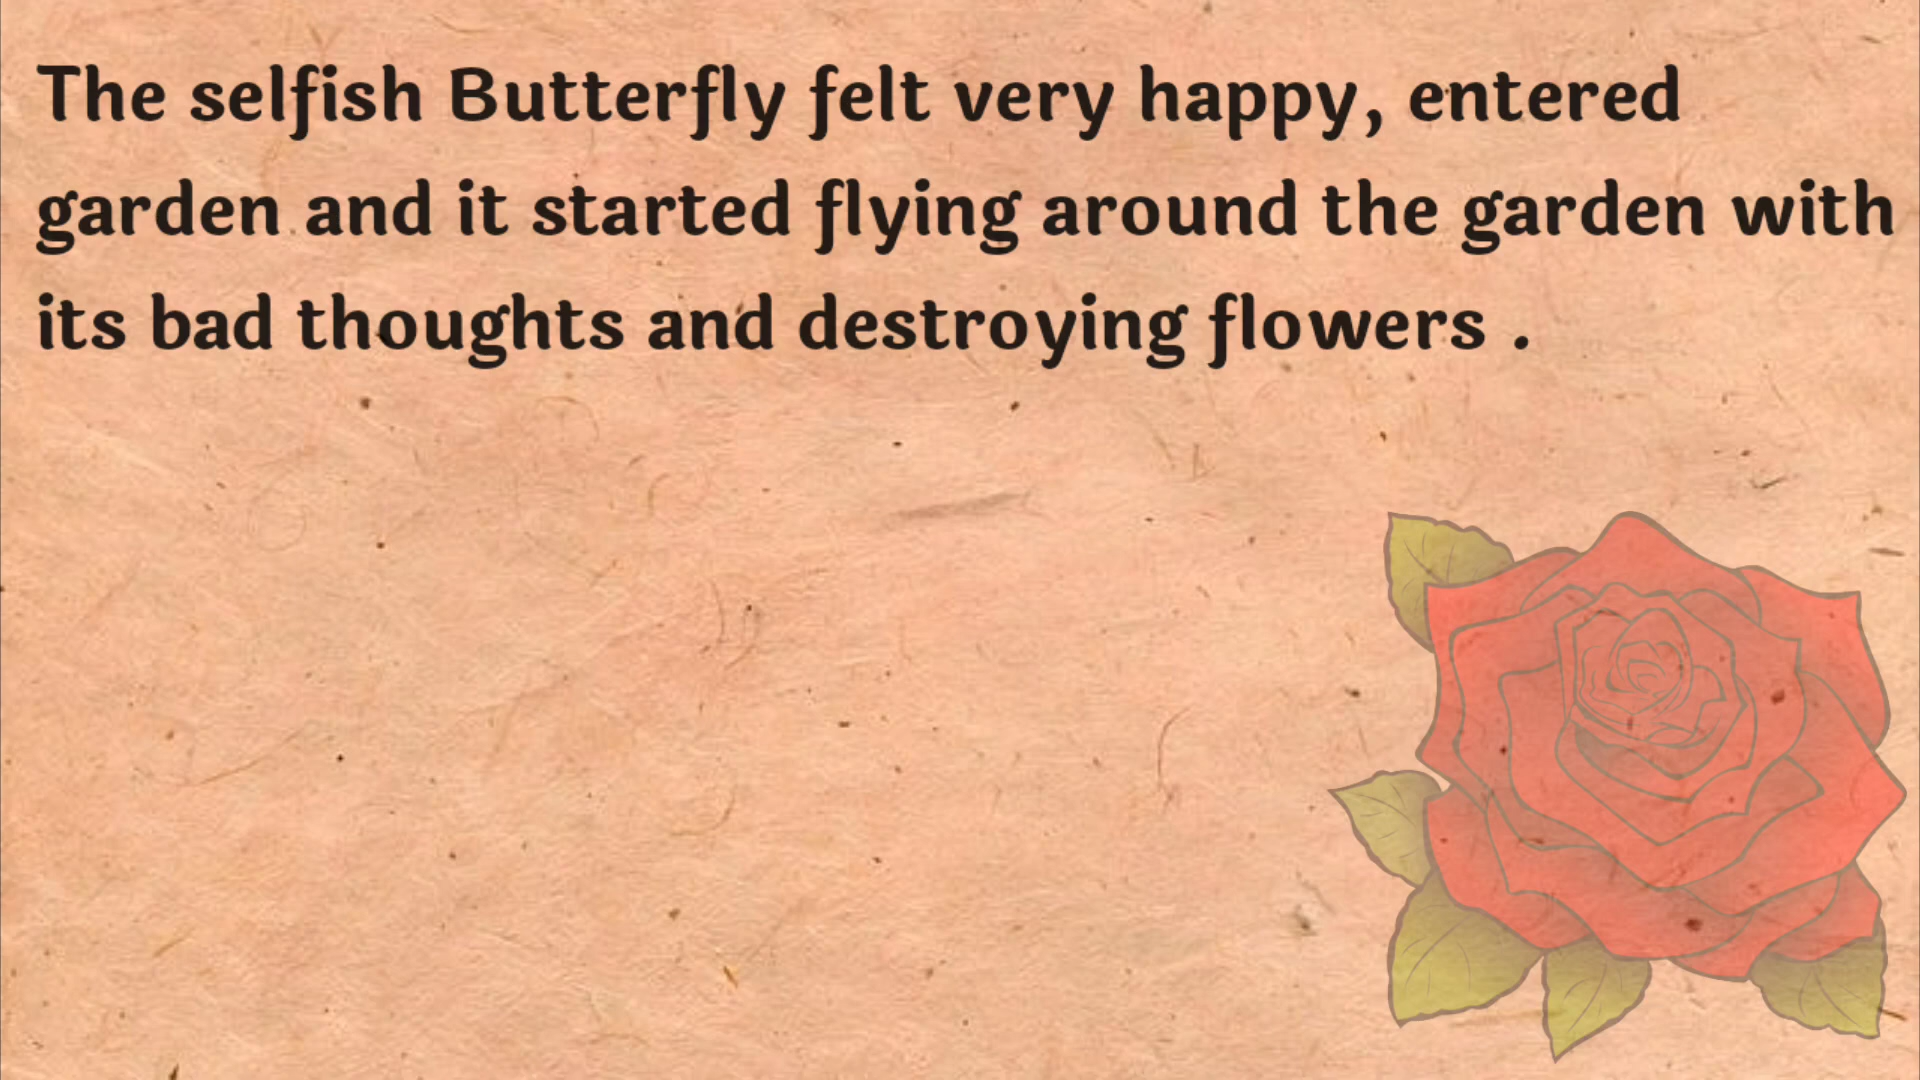 The selfish Butterfly felt very happy, entered
garden and it started flying around the garden with
its bad thoughts and destroying flowers .